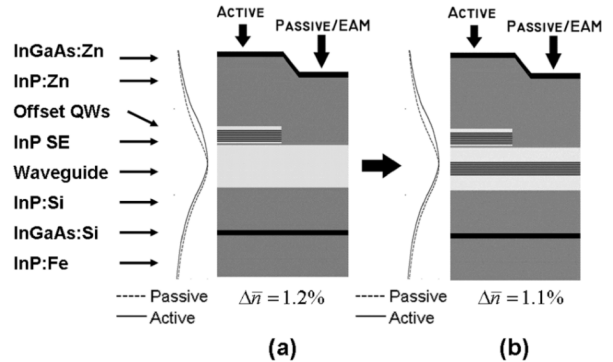 ACTIVE
PASSIVE/EAM
ACTIVE
PASSIVE/EAM
InGaAs:Zn
InP:Zn
Offset QWs
InP SE
Waveguide
InP:Si
InGaAs:Si
InP:Fe
Passive
Active
Δn̅ = 1.2%
Passive
Active
Δn̅ = 1.1%
(a)
(b)